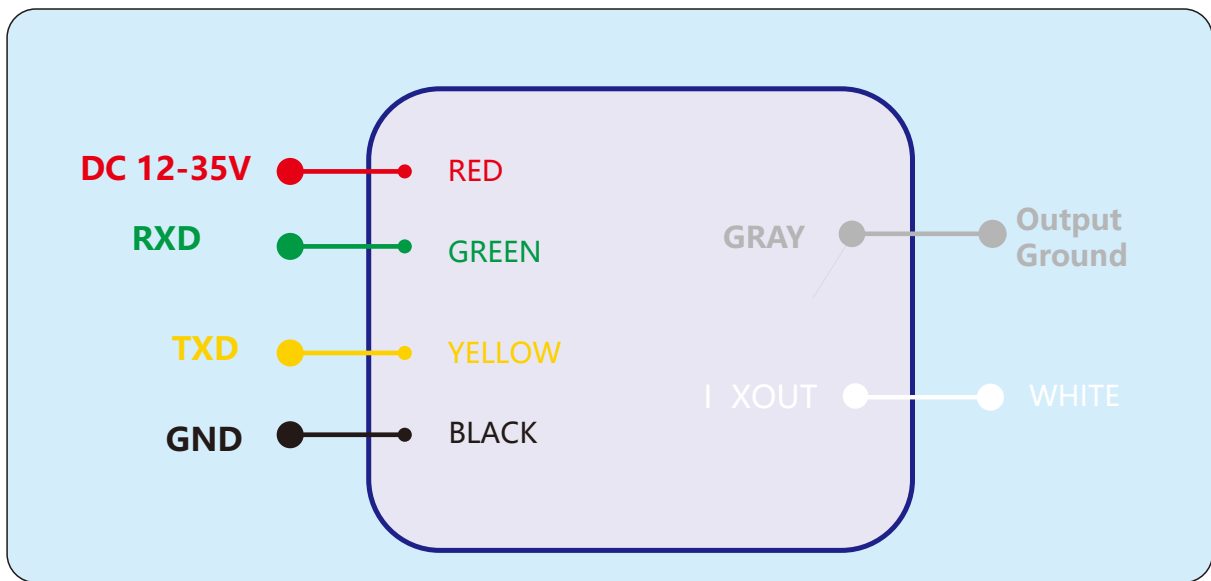 DC 12-35V
RED
RXD
GREEN
TXD
YELLOW
GND
BLACK
GRAY
Output
Ground
I XOUT
WHITE